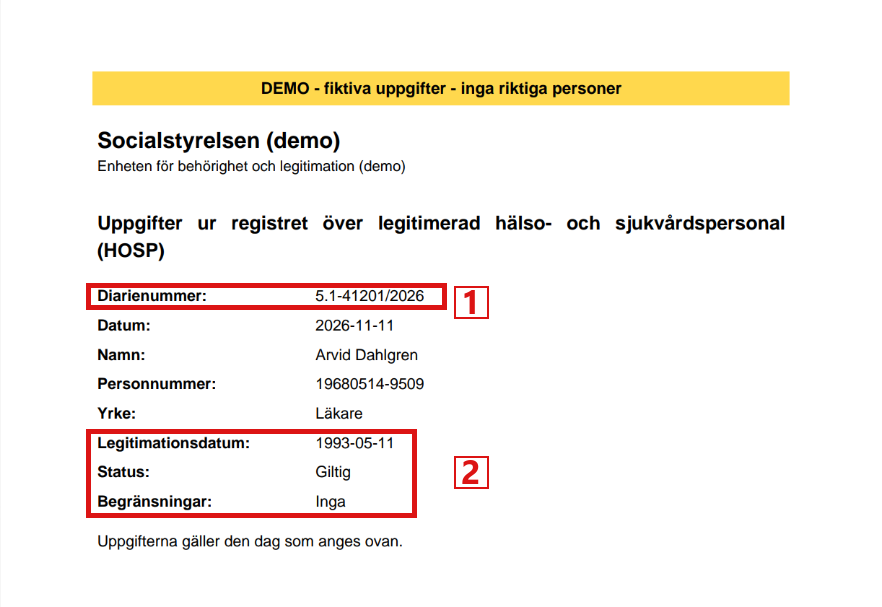 DEMO - fiktiva uppgifter - inga riktiga personer
Socialstyrelsen (demo)
Enheten för behörighet och legitimation (demo)
Uppgifter ur registret över legitimerad hälso- och sjukvårdspersonal
(HOSP)
Diarienummer: 5.1-41201/2026
1
Datum: 2026-11-11
Namn: Arvid Dahlgren
Personnummer: 19680514-9509
Yrke: Läkare
Legitimationsdatum: 1993-05-11
Status: Giltig
2
Begränsningar: Inga
Uppgifterna gäller den dag som anges ovan.